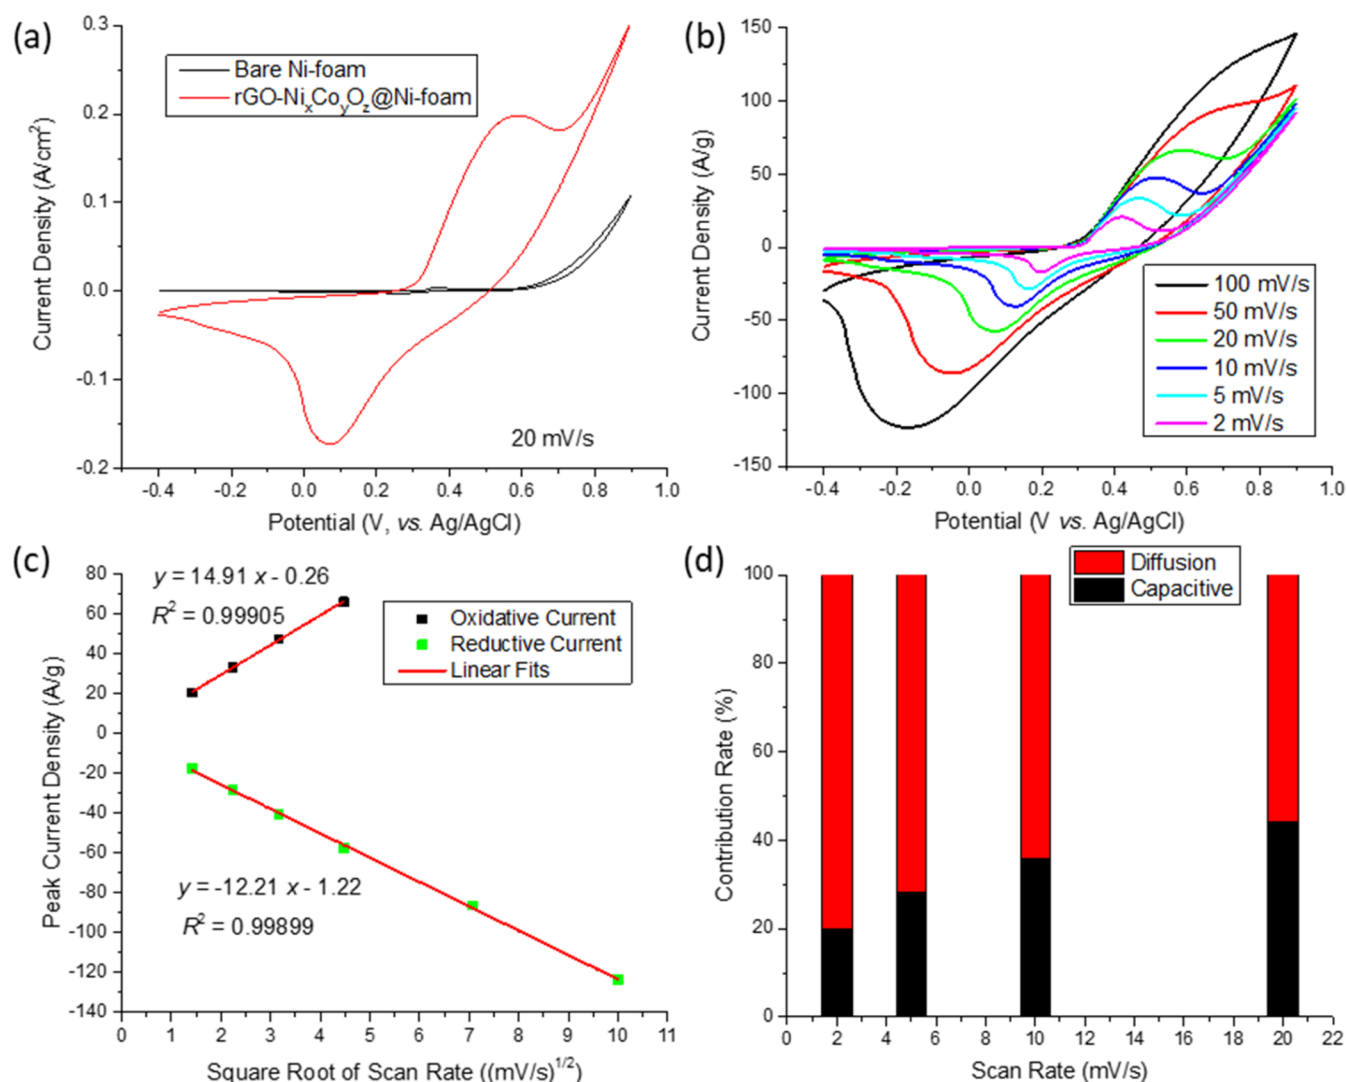 (a)
0.3
0.2
0.1
0.0
-0.1
-0.2
Current Density (A/cm²)
Bare Ni-foam
rGO-NiₓCoᵧO_z@Ni-foam
20 mV/s
-0.4 -0.2 0.0 0.2 0.4 0.6 0.8 1.0
Potential (V, vs. Ag/AgCl)
(b)
150
100
50
0
-50
-100
-150
Current Density (A/g)
100 mV/s
50 mV/s
20 mV/s
10 mV/s
5 mV/s
2 mV/s
-0.4 -0.2 0.0 0.2 0.4 0.6 0.8 1.0
Potential (V vs. Ag/AgCl)
(c)
80
60
40
20
0
-20
-40
-60
-80
-100
-120
-140
Peak Current Density (A/g)
y = 14.91 x - 0.26
R² = 0.99905
Oxidative Current
Reductive Current
Linear Fits
y = -12.21 x - 1.22
R² = 0.99899
0 1 2 3 4 5 6 7 8 9 10 11
Square Root of Scan Rate ((mV/s)^1/2)
(d)
Diffusion
Capacitive
100
80
60
40
20
0
Contribution Rate (%)
0 2 4 6 8 10 12 14 16 18 20 22
Scan Rate (mV/s)